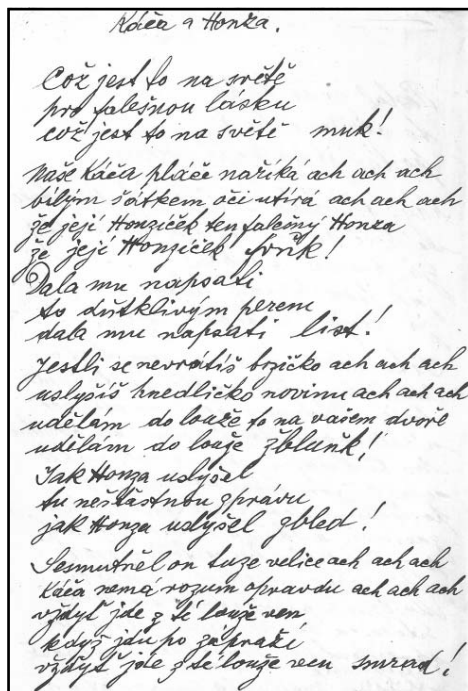 Káča a Honza.
Což jest to na světě
pro falešnou lásku
což jest to na světě muk!
Naše Káča pláče naříká ach ach ach
bílým šátkem oči utírá ach ach ach
že její Honzíček ten falešný Honza
že její Honzíček frnk!
Dala mu napsati
to důtklivým perem
dala mu napsati list!
Jestli se nevrátíš brzičko ach ach ach
uslyšíš hnedličko novinu ach ach ach
udělám do louže to na vašem dvoře
udělám do louže žbluňk!
Jak Honza uslyšel
tu nešťastnou zprávu
jak Honza uslyšel zbled!
Sesmutněl on tuze velice ach ach ach
Káča nemá rozum opravdu ach ach ach
vždyť jde z té louže ven
když jdu po zápraží
vždyť jde z té louže ven smrad!